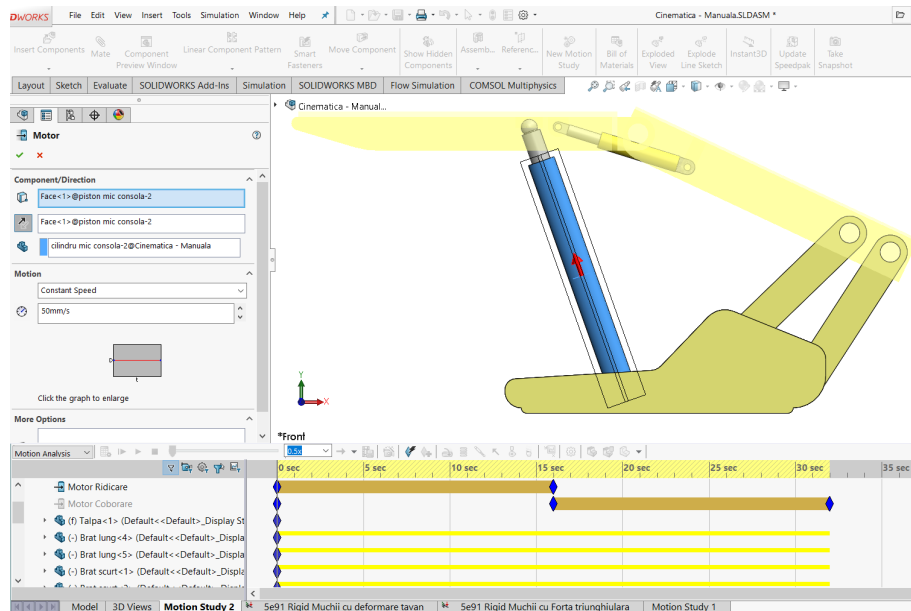 DWORKS File Edit View Insert Tools Simulation Window Help Cinematica - Manuala.SLDASM *
Insert Components Mate Component Preview Window Linear Component Pattern Smart Fasteners Move Component Show Hidden Components Assemb... Referenc... New Motion Study Bill of Materials Exploded View Explode Line Sketch Instant3D Update Speedpak Take Snapshot
Layout Sketch Evaluate SOLIDWORKS Add-Ins Simulation SOLIDWORKS MBD Flow Simulation COMSOL Multiphysics
Cinematica - Manual...
Motor
Component/Direction
Face<1>@piston mic consola-2
Face<1>@piston mic consola-2
cilindru mic consola-2@Cinematica - Manuala
Motion
Constant Speed
50mm/s
D
t
Click the graph to enlarge
More Options
Y
X
*Front
Motion Analysis 0.5x
0 sec 5 sec 10 sec 15 sec 20 sec 25 sec 30 sec 35 sec
Motor Ridicare
Motor Coborare
(f) Talpa<1> (Default<<Default>_Display St
(-) Brat lung<4> (Default<<Default>_Displa
(-) Brat lung<5> (Default<<Default>_Displa
(-) Brat scurt<1> (Default<<Default>_Displa
Model 3D Views Motion Study 2 5e91 Rigid Muchii cu deformare tavan 5e91 Rigid Muchii cu Forta triunghiulara Motion Study 1